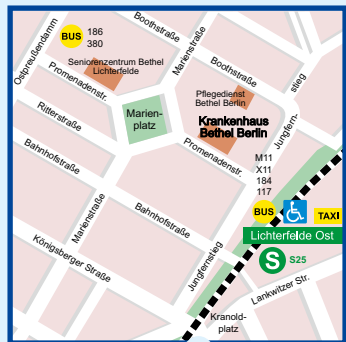 Ostpreußendamm
BUS
186
380
Boothstraße
Marienstraße
Seniorenzentrum Bethel
Lichterfelde
Promenadenstr.
Boothstraße
Pflegedienst
Bethel Berlin
Jungfern-
stieg
Ritterstraße
Marien-
platz
Krankenhaus
Bethel Berlin
Bahnhofstraße
Promenadenstr.
M11
X11
184
117
BUS
TAXI
Marienstraße
Bahnhofstraße
Lichterfelde Ost
S
S25
Königsberger Straße
Jungfernstieg
Lankwitzer Str.
Kranold-
platz